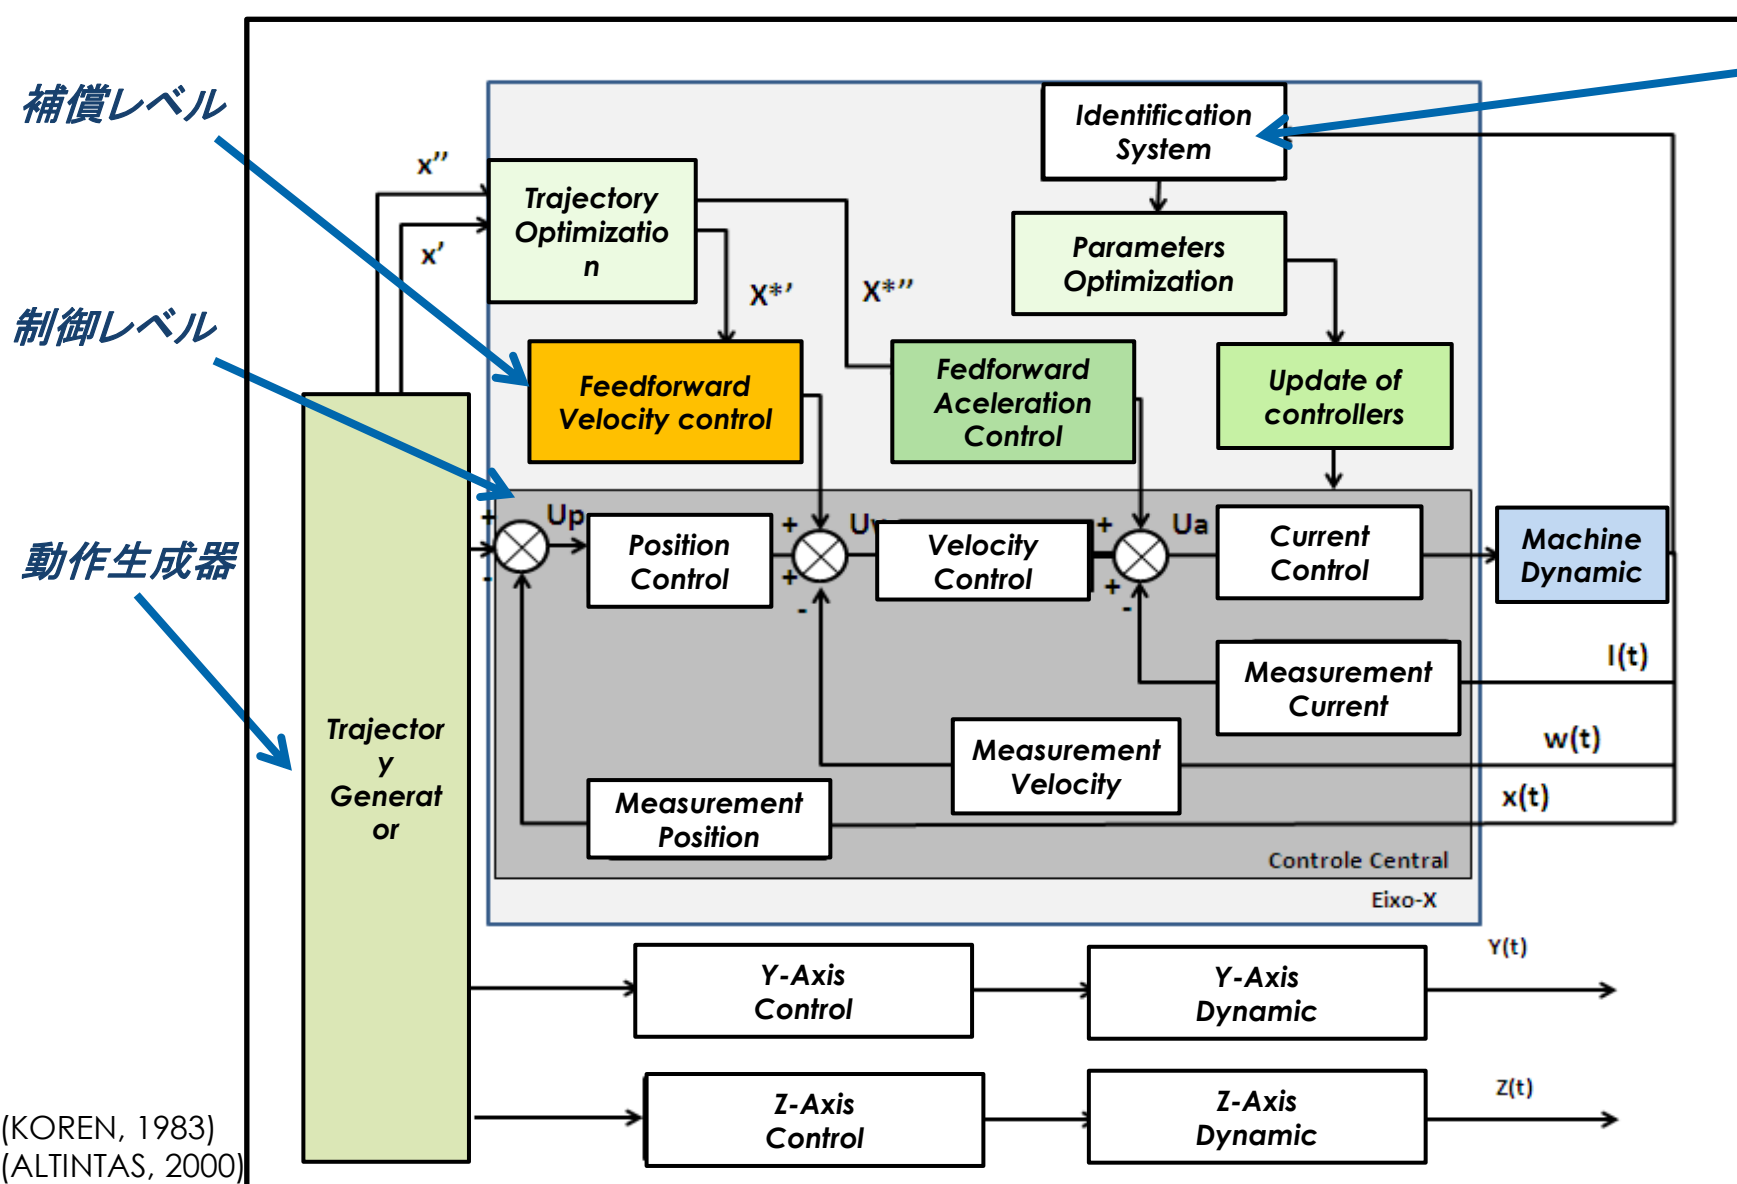 補償レベル
Identification
System
x’’
Trajectory
Optimizatio
n
x’
Parameters
Optimization
X*’
X*’’
制御レベル
Feedforward
Velocity control
Fedforward
Aceleration
Control
Update of
controllers
動作生成器
+
-
Up
Position
Control
+
+
-
Uv
Velocity
Control
+
+
-
Ua
Current
Control
Machine
Dynamic
Measurement
Current
I(t)
Measurement
Velocity
w(t)
Measurement
Position
x(t)
Trajector
y
Generat
or
Controle Central
Eixo-X
Y-Axis
Control
Y-Axis
Dynamic
Y(t)
Z-Axis
Control
Z-Axis
Dynamic
Z(t)
(KOREN, 1983)
(ALTINTAS, 2000)